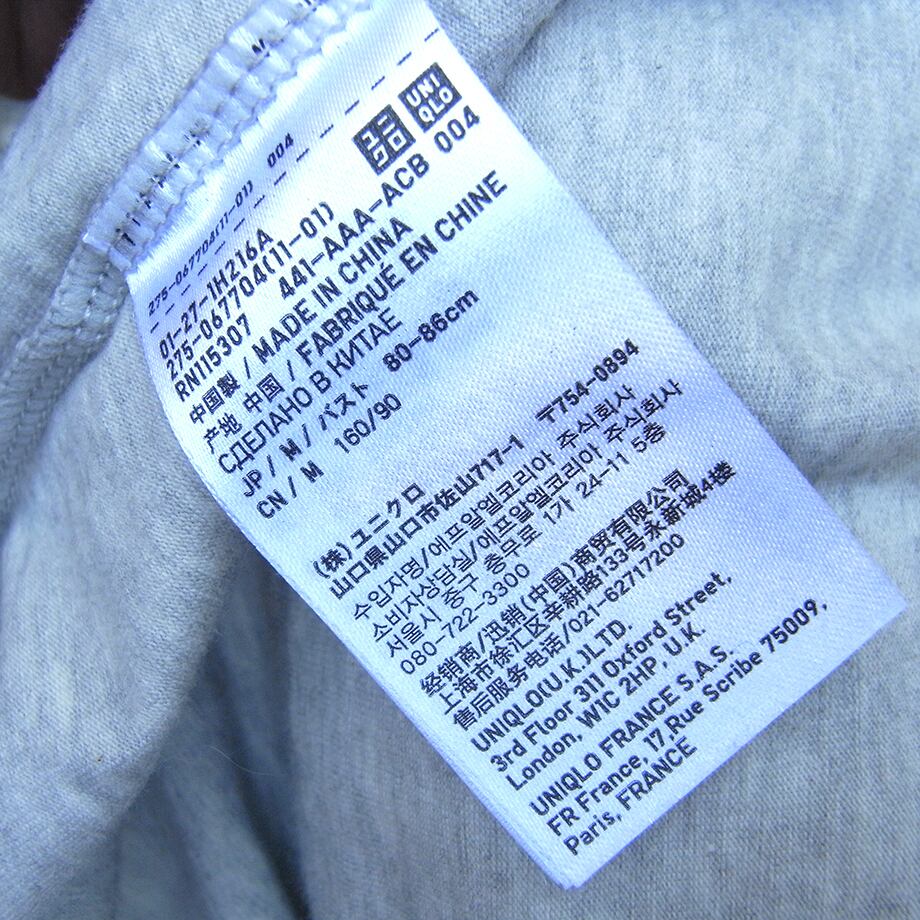 275-067704(11-01) 004
ユニクロ
UNI
QLO
01-27-1H216A
275-067704(11-01)
RN115307 441-AAA-ACB 004
中国製 / MADE IN CHINA
产地 中国 / FABRIQUÉ EN CHINE
СДЕЛАНО В КИТАЕ
JP / M / バスト 80-86cm
CN / M 160/90
(株)ユニクロ
山口県山口市佐山717-1 〒754-0894
수입자명/에프알엘코리아 주식회사
소비자상담실/에프알엘코리아 주식회사
서울시 중구 충무로 1가 24-11 5층
080-722-3300
经销商/迅销(中国)商贸有限公司
上海市徐汇区辛耕路133号永新城4楼
售后服务电话/021-62717200
UNIQLO(U.K.)LTD.
3rd Floor 311 Oxford Street,
London, W1C 2HP, U.K.
UNIQLO FRANCE S.A.S.
FR France, 17,Rue Scribe 75009,
Paris, FRANCE